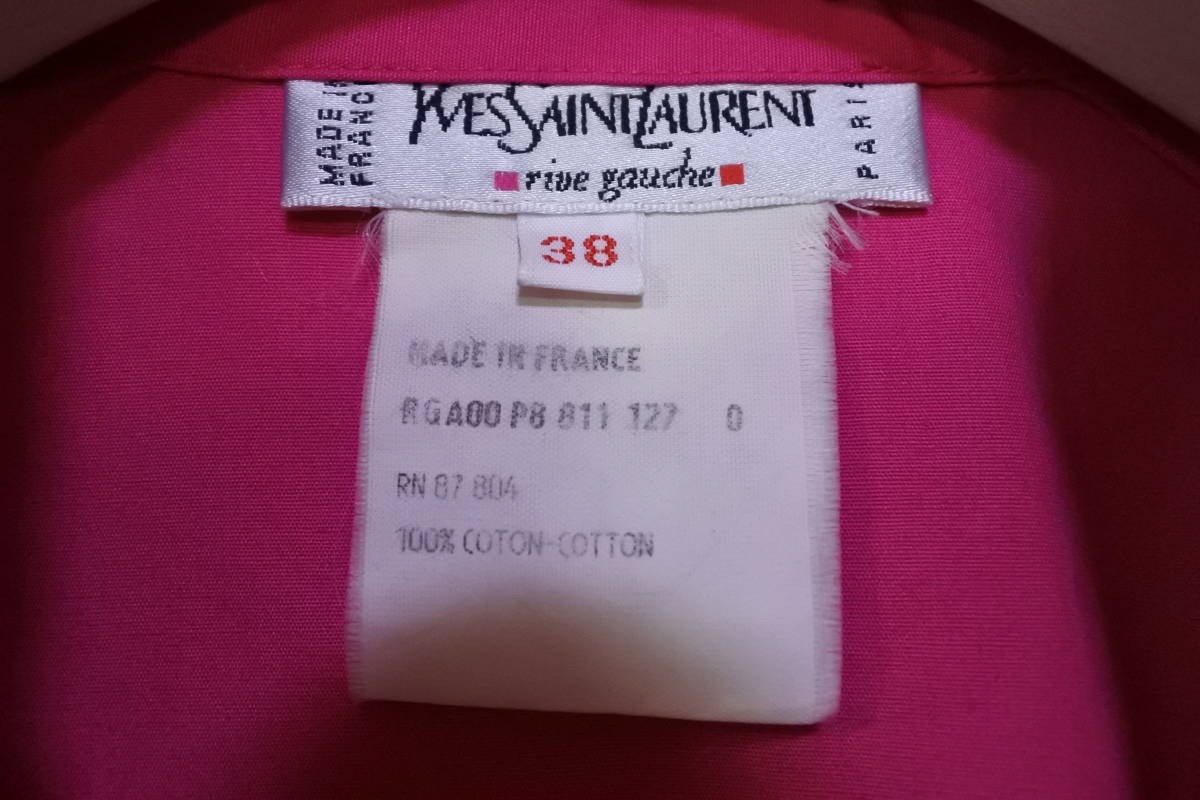 MADE IN
FRANCE
YVES SAINT LAURENT
rive gauche
PARIS
38
MADE IN FRANCE
RGA00 P8 811 127 0
RN 87 804
100% COTON-COTTON